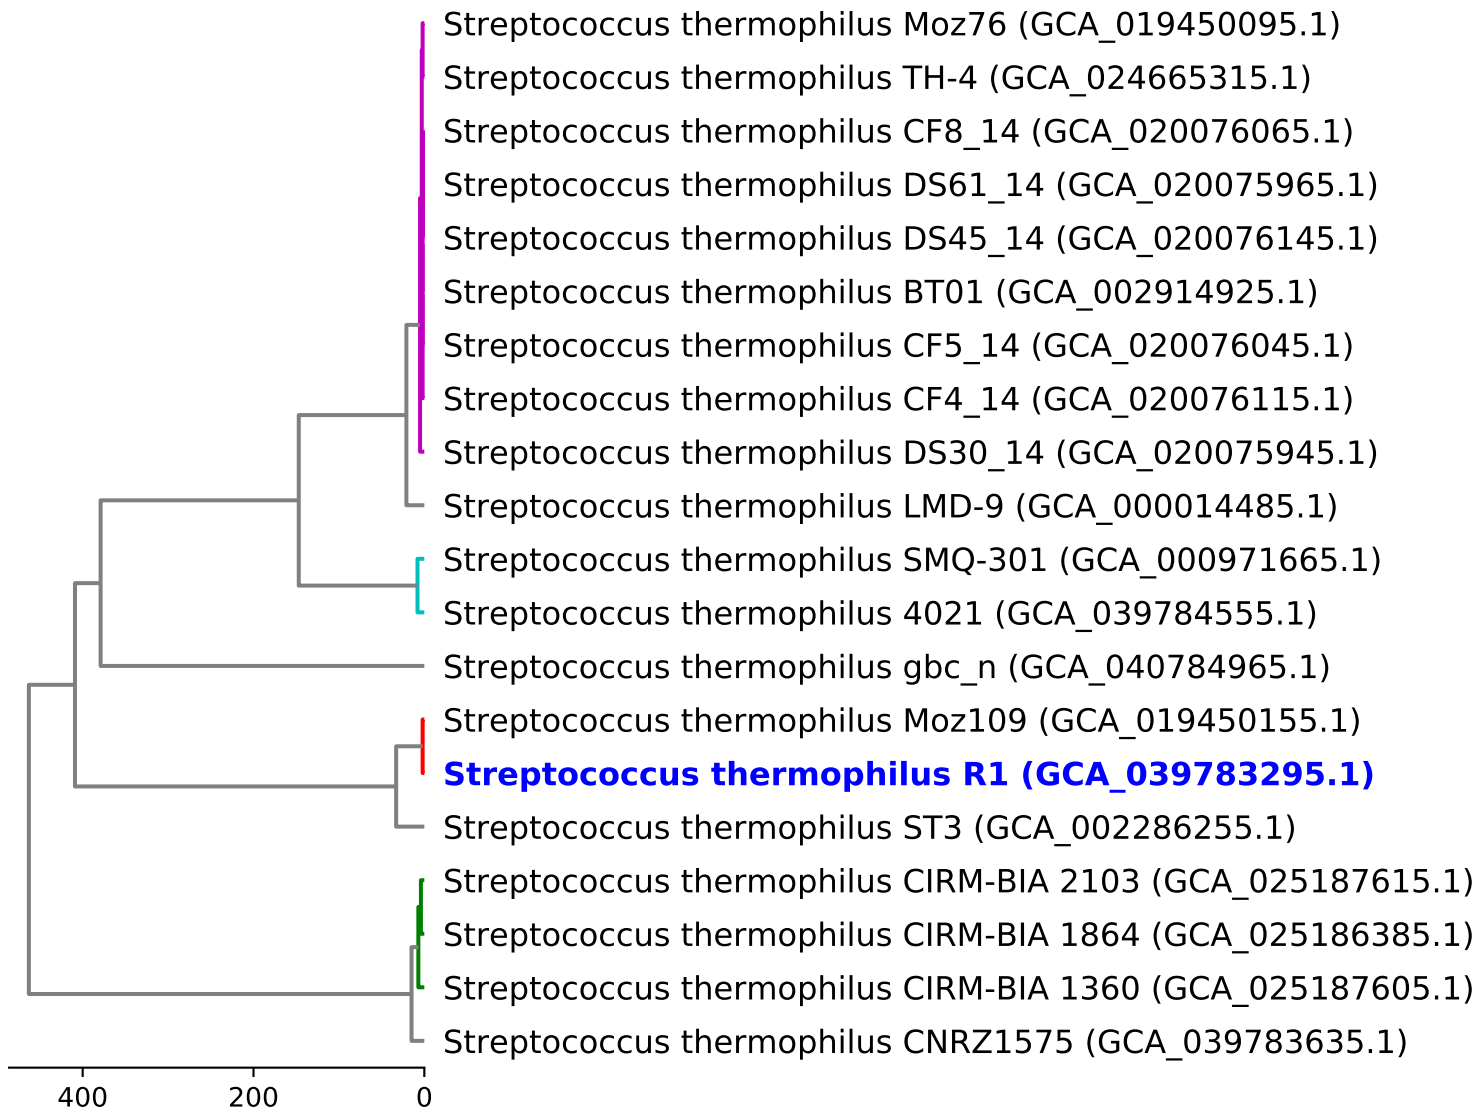 Streptococcus thermophilus Moz76 (GCA_019450095.1)
Streptococcus thermophilus TH-4 (GCA_024665315.1)
Streptococcus thermophilus CF8_14 (GCA_020076065.1)
Streptococcus thermophilus DS61_14 (GCA_020075965.1)
Streptococcus thermophilus DS45_14 (GCA_020076145.1)
Streptococcus thermophilus BT01 (GCA_002914925.1)
Streptococcus thermophilus CF5_14 (GCA_020076045.1)
Streptococcus thermophilus CF4_14 (GCA_020076115.1)
Streptococcus thermophilus DS30_14 (GCA_020075945.1)
Streptococcus thermophilus LMD-9 (GCA_000014485.1)
Streptococcus thermophilus SMQ-301 (GCA_000971665.1)
Streptococcus thermophilus 4021 (GCA_039784555.1)
Streptococcus thermophilus gbc_n (GCA_040784965.1)
Streptococcus thermophilus Moz109 (GCA_019450155.1)
Streptococcus thermophilus R1 (GCA_039783295.1)
Streptococcus thermophilus ST3 (GCA_002286255.1)
Streptococcus thermophilus CIRM-BIA 2103 (GCA_025187615.1)
Streptococcus thermophilus CIRM-BIA 1864 (GCA_025186385.1)
Streptococcus thermophilus CIRM-BIA 1360 (GCA_025187605.1)
Streptococcus thermophilus CNRZ1575 (GCA_039783635.1)
400 200 0